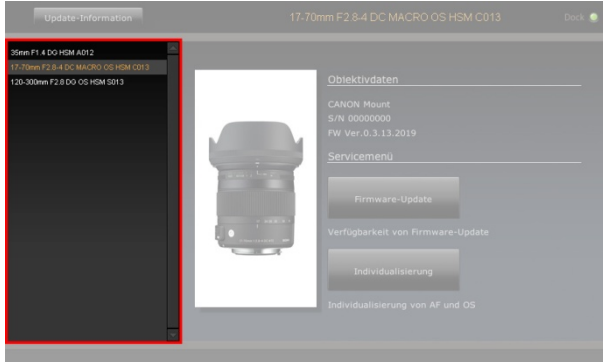 Update-Information
17-70mm F2.8-4 DC MACRO OS HSM C013
Dock
35mm F1.4 DG HSM A012
17-70mm F2.8-4 DC MACRO OS HSM C013
120-300mm F2.8 DG OS HSM S013
Objektivdaten
CANON Mount
S/N 00000000
FW Ver.0.3.13.2019
Servicemenü
Firmware-Update
Verfügbarkeit von Firmware-Update
Individualisierung
Individualisierung von AF und OS